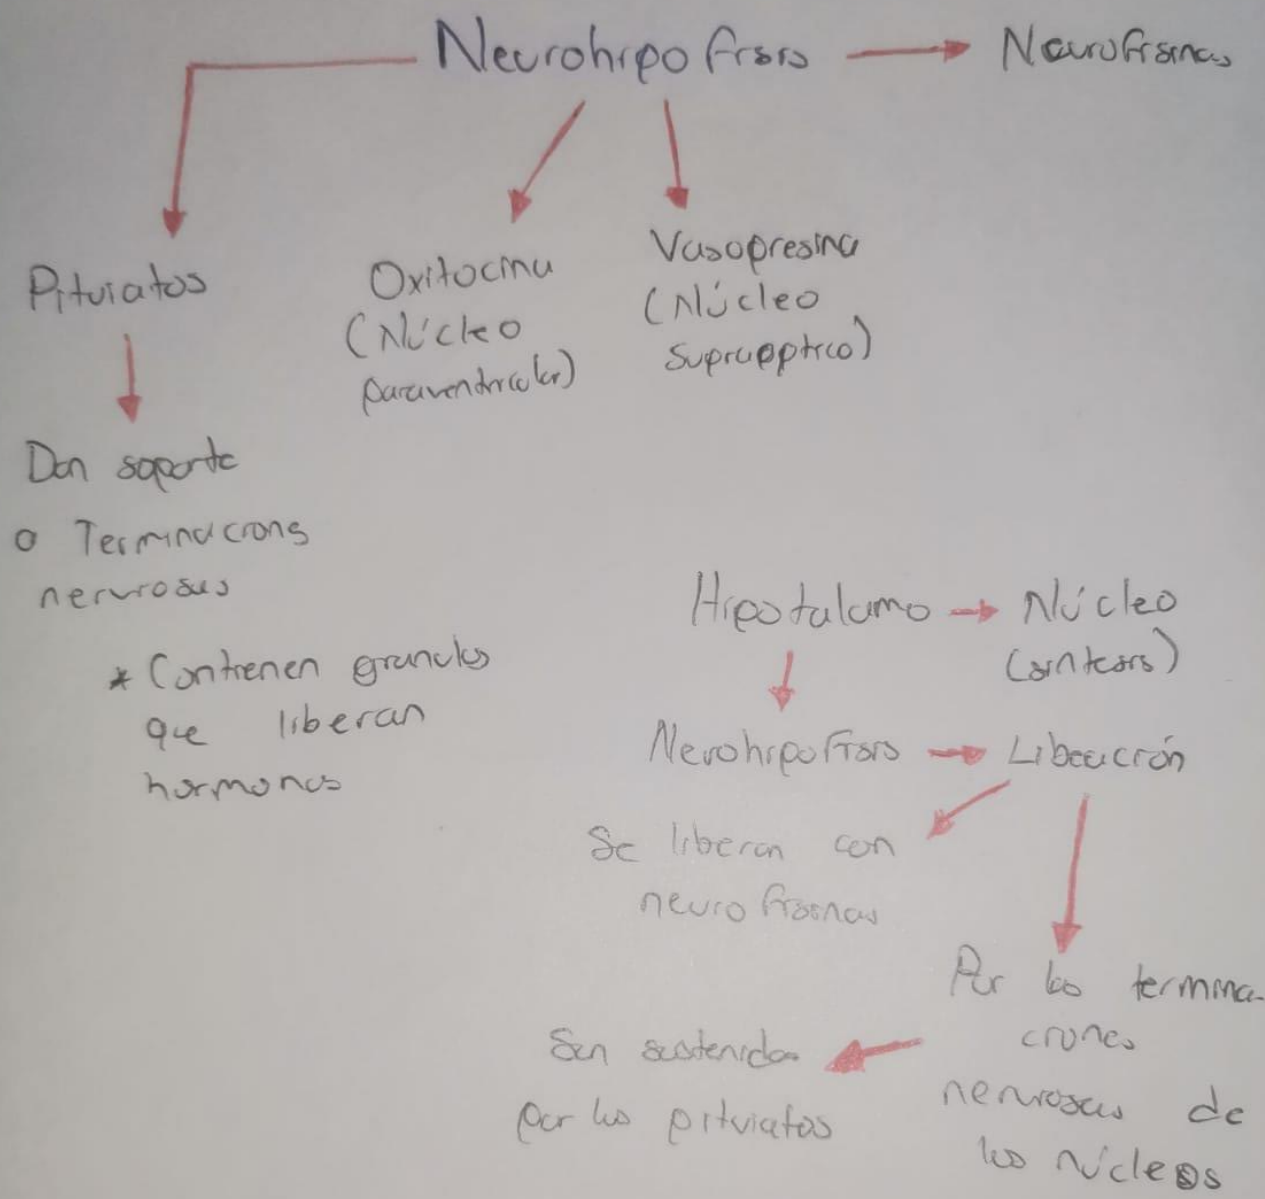 Neurohipofisis
Neurofisinas
Pituiatos
Oxitocina
(Núcleo
paraventricular)
Vasopresina
(Núcleo
supraoptico)
Dan soporte
o Terminacions
nerviosas
* Contienen granulos
que liberan
hormonas
Hipotalamo → Núcleo
(sintesis)
Neurohipofisis → Liberación
Se liberan con
neurofisinas
Por las termina-
ciones
nerviosas de
los núcleos
Son sostenidas
por los pituiatos